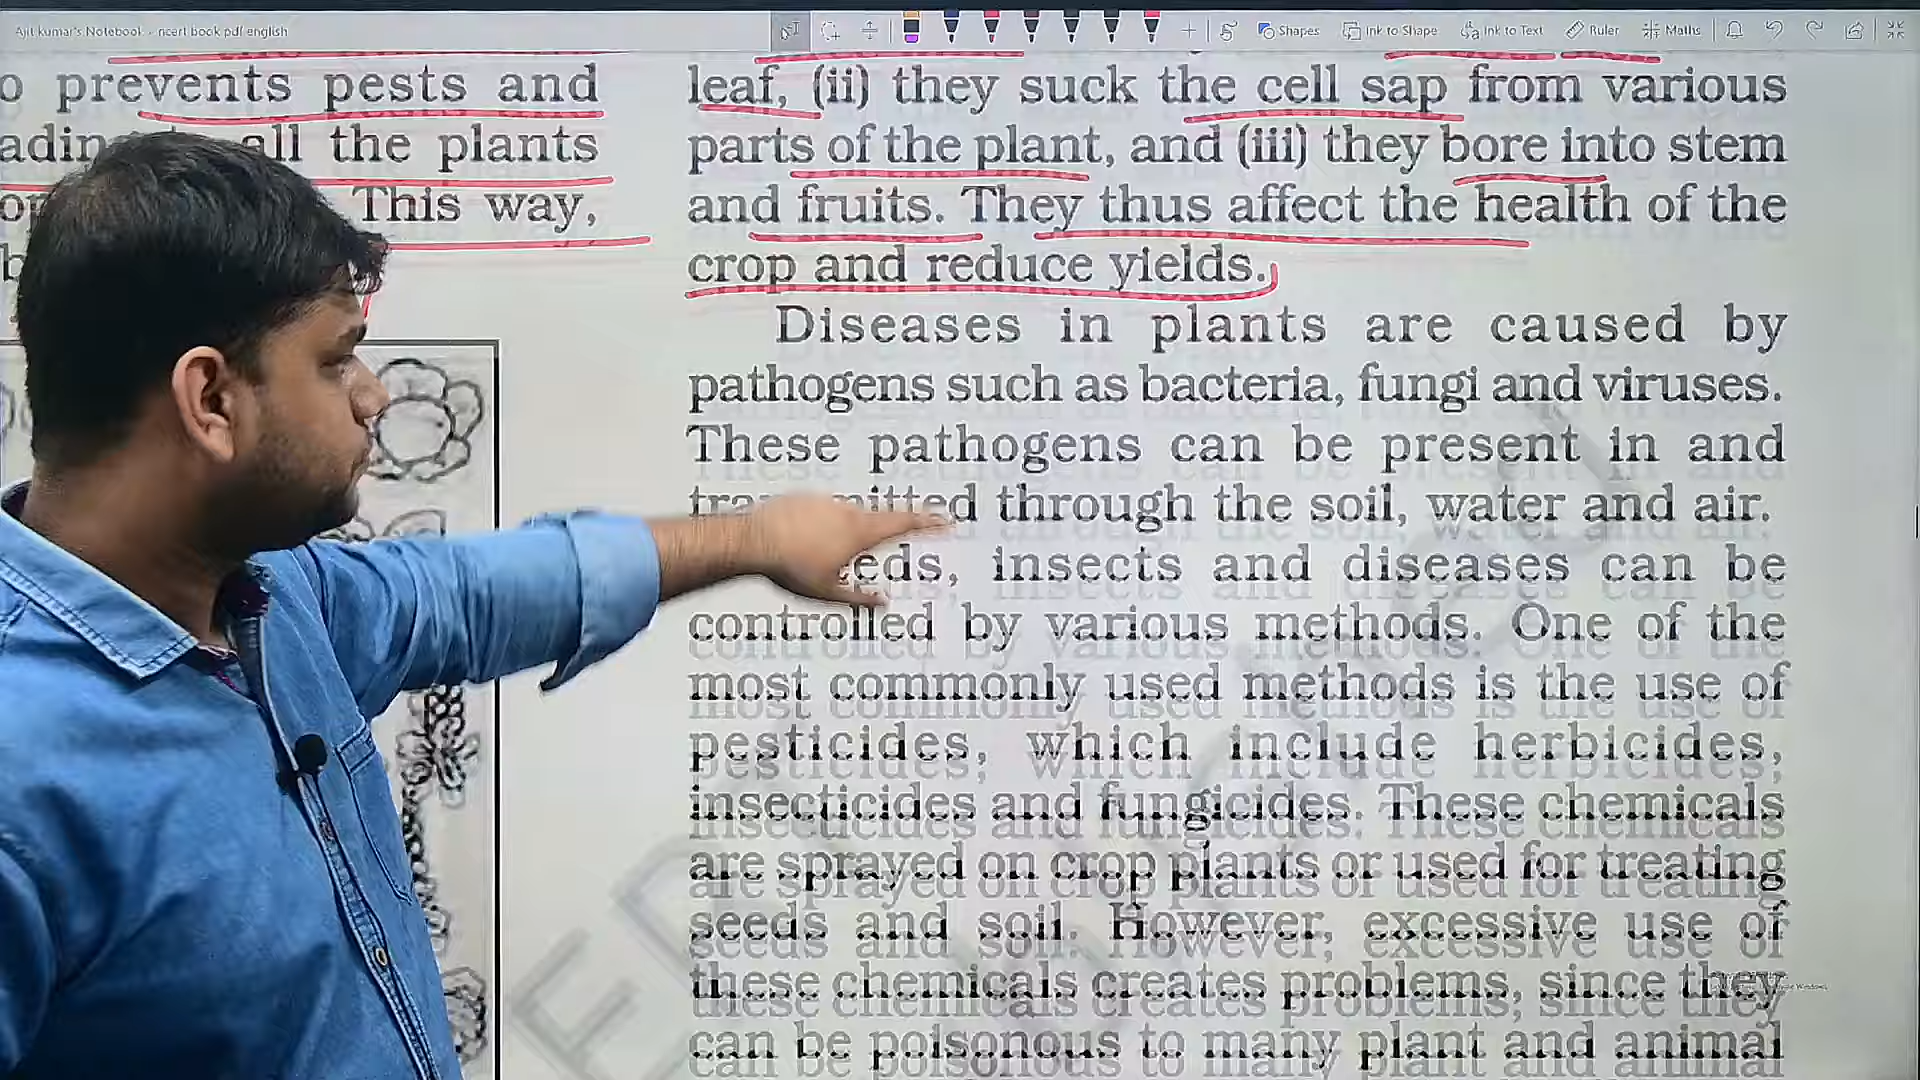 Ajit kumar's Notebook - ncert book pdf english
Shapes
Ink to Shape
Ink to Text
Ruler
Maths
prevents pests and
all the plants
This way,
leaf, (ii) they suck the cell sap from various
parts of the plant, and (iii) they bore into stem
and fruits. They thus affect the health of the
crop and reduce yields.
Diseases in plants are caused by
pathogens such as bacteria, fungi and viruses.
These pathogens can be present in and
through the soil, water and air.
insects and diseases can be
controlled by various methods. One of the
most commonly used methods is the use of
pesticides, which include herbicides,
insecticides and fungicides. These chemicals
are sprayed on crop plants or used for treating
seeds and soil. However, excessive use of
these chemicals creates problems, since they
can be poisonous to many plant and animal